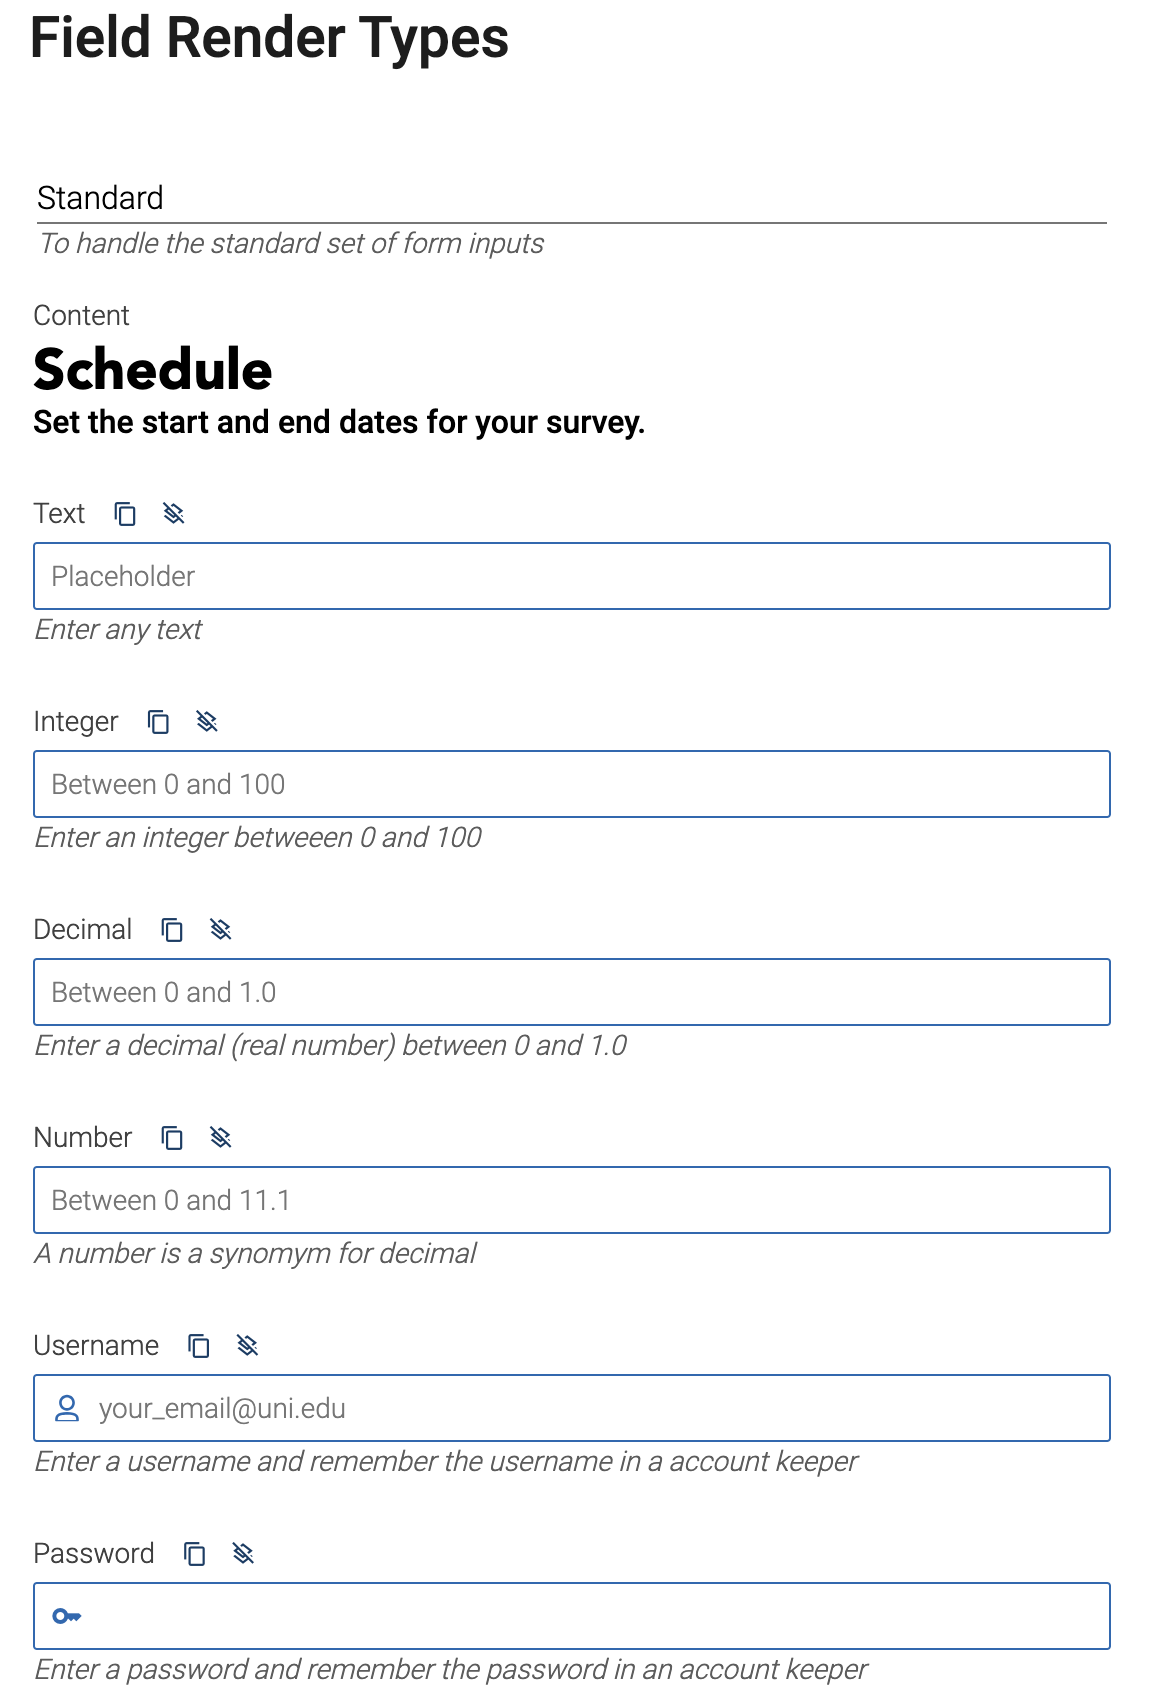 Field Render Types
Standard
To handle the standard set of form inputs
Content
Schedule
Set the start and end dates for your survey.
Text
Placeholder
Enter any text
Integer
Between 0 and 100
Enter an integer betweeen 0 and 100
Decimal
Between 0 and 1.0
Enter a decimal (real number) between 0 and 1.0
Number
Between 0 and 11.1
A number is a synomym for decimal
Username
your_email@uni.edu
Enter a username and remember the username in a account keeper
Password
Enter a password and remember the password in an account keeper